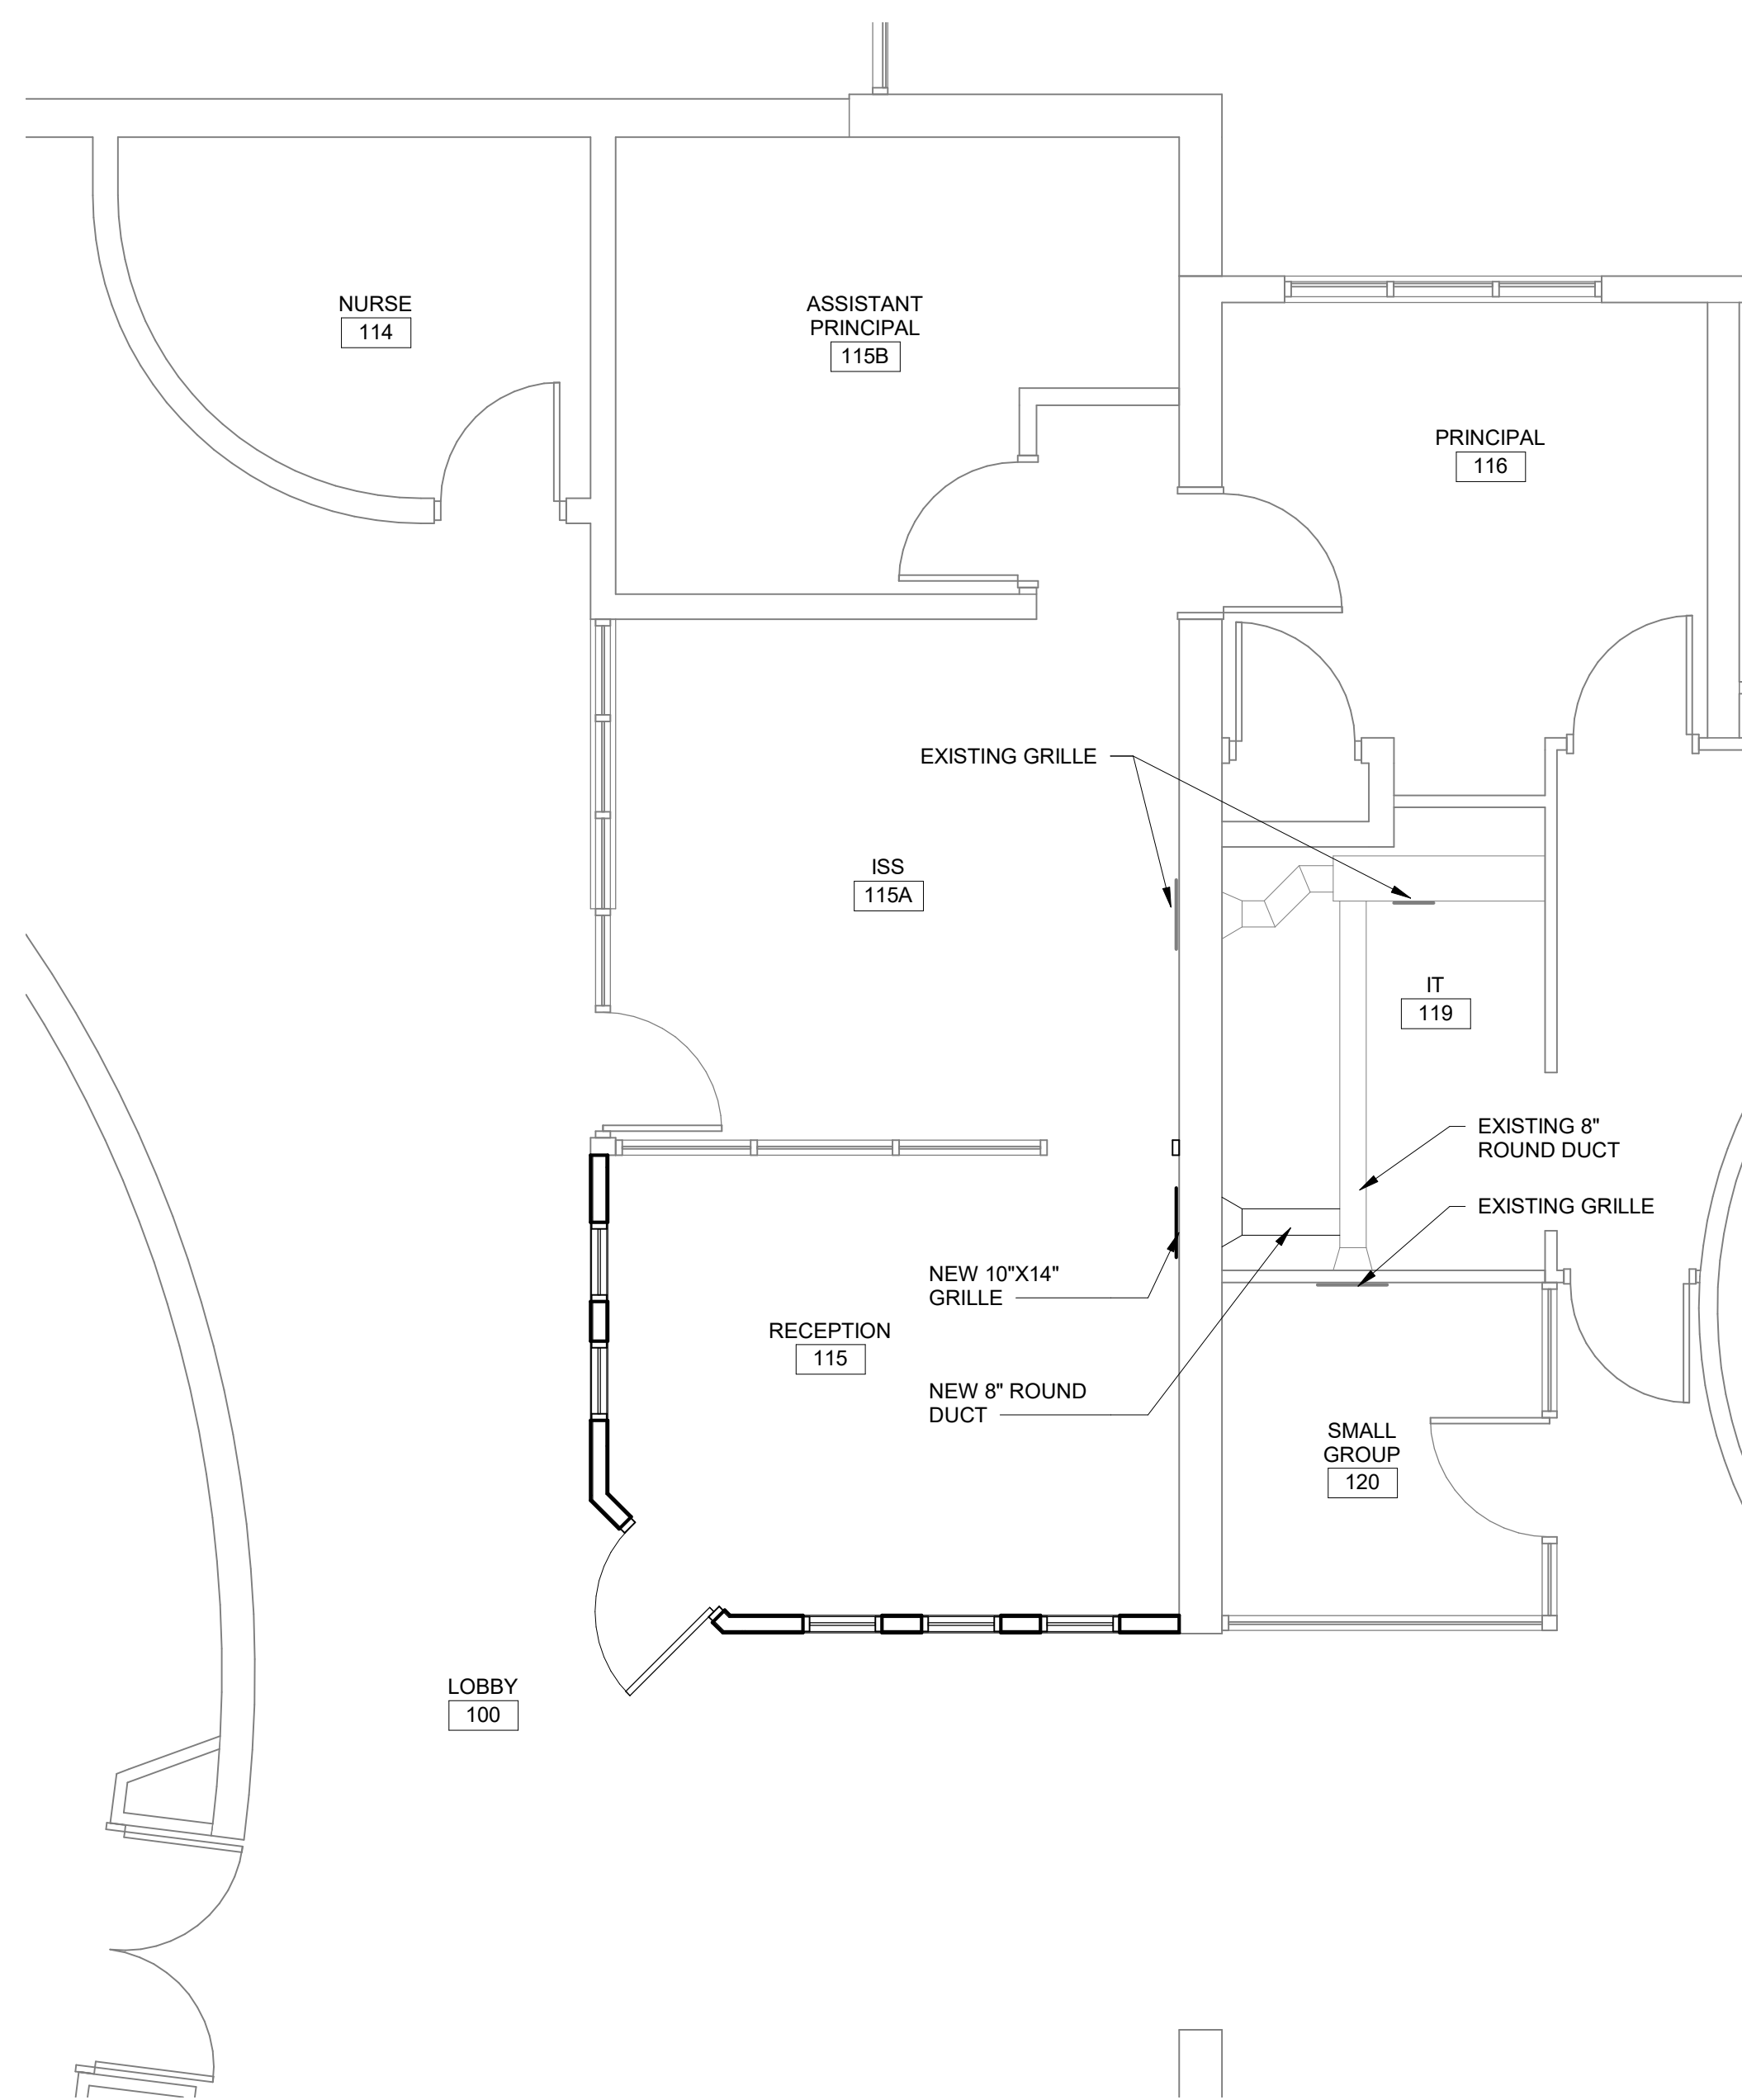 NURSE
114
ASSISTANT
PRINCIPAL
115B
PRINCIPAL
116
EXISTING GRILLE
ISS
115A
IT
119
EXISTING 8"
ROUND DUCT
EXISTING GRILLE
NEW 10"X14"
GRILLE
RECEPTION
115
NEW 8" ROUND
DUCT
SMALL
GROUP
120
LOBBY
100